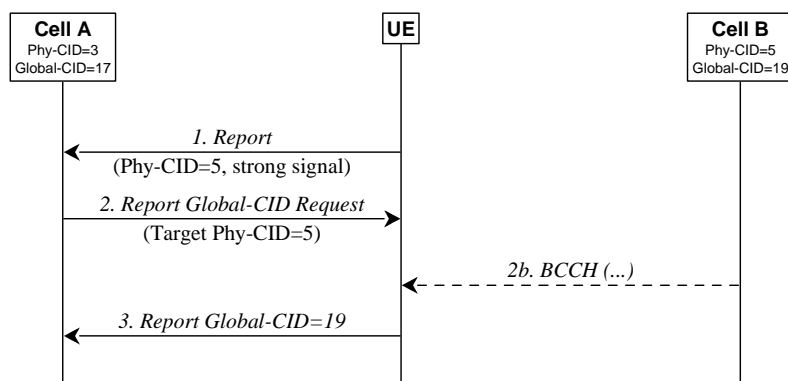 Cell A
Phy-CID=3
Global-CID=17
UE
Cell B
Phy-CID=5
Global-CID=19
1. Report
(Phy-CID=5, strong signal)
2. Report Global-CID Request
(Target Phy-CID=5)
2b. BCCH (...)
3. Report Global-CID=19